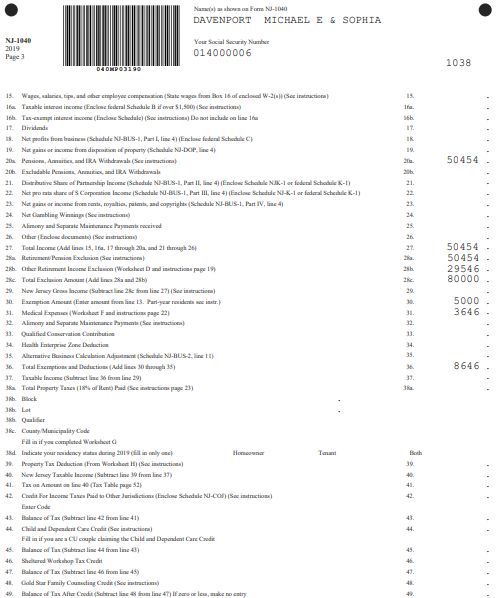 Name(s) as shown on Form NJ-1040
DAVENPORT MICHAEL E & SOPHIA
Your Social Security Number
014000006
NJ-1040
2019
Page 3
040MP03190
1038
15. Wages, salaries, tips, and other employee compensation (State wages from Box 16 of enclosed W-2(s)) (See instructions) 15. .
16a. Taxable interest income (Enclose federal Schedule B if over $1,500) (See instructions) 16a. .
16b. Tax-exempt interest income (Enclose Schedule) (See instructions) Do not include on line 16a 16b. .
17. Dividends 17. .
18. Net profits from business (Schedule NJ-BUS-1, Part I, line 4) (Enclose federal Schedule C) 18. .
19. Net gains or income from disposition of property (Schedule NJ-DOP, line 4) 19. .
20a. Pensions, Annuities, and IRA Withdrawals (See instructions) 20a. 50454 .
20b. Excludable Pensions, Annuities, and IRA Withdrawals 20b. .
21. Distributive Share of Partnership Income (Schedule NJ-BUS-1, Part II, line 4) (Enclose Schedule NJK-1 or federal Schedule K-1) 21. .
22. Net pro rata share of S Corporation Income (Schedule NJ-BUS-1, Part III, line 4) (Enclose Schedule NJ-K-1 or federal Schedule K-1) 22. .
23. Net gains or income from rents, royalties, patents, and copyrights (Schedule NJ-BUS-1, Part IV, line 4) 23. .
24. Net Gambling Winnings (See instructions) 24. .
25. Alimony and Separate Maintenance Payments received 25. .
26. Other (Enclose documents) (See instructions) 26. .
27. Total Income (Add lines 15, 16a, 17 through 20a, and 21 through 26) 27. 50454 .
28a. Retirement/Pension Exclusion (See instructions) 28a. 50454 .
28b. Other Retirement Income Exclusion (Worksheet D and instructions page 19) 28b. 29546 .
28c. Total Exclusion Amount (Add lines 28a and 28b) 28c. 80000 .
29. New Jersey Gross Income (Subtract line 28c from line 27) (See instructions) 29. .
30. Exemption Amount (Enter amount from line 13. Part-year residents see instr.) 30. 5000 .
31. Medical Expenses (Worksheet F and instructions page 22) 31. 3646 .
32. Alimony and Separate Maintenance Payments (See instructions) 32. .
33. Qualified Conservation Contribution 33. .
34. Health Enterprise Zone Deduction 34. .
35. Alternative Business Calculation Adjustment (Schedule NJ-BUS-2, line 11) 35. .
36. Total Exemptions and Deductions (Add lines 30 through 35) 36. 8646 .
37. Taxable Income (Subtract line 36 from line 29) 37. .
38a. Total Property Taxes (18% of Rent) Paid (See instructions page 23) 38a. .
38b. Block .
38b. Lot .
38b. Qualifier
38c. County/Municipality Code
Fill in if you completed Worksheet G
38d. Indicate your residency status during 2019 (fill in only one) Homeowner Tenant Both
39. Property Tax Deduction (From Worksheet H) (See instructions) 39. .
40. New Jersey Taxable Income (Subtract line 39 from line 37) 40. .
41. Tax on Amount on line 40 (Tax Table page 52) 41. .
42. Credit For Income Taxes Paid to Other Jurisdictions (Enclose Schedule NJ-COJ) (See instructions) 42. .
Enter Code
43. Balance of Tax (Subtract line 42 from line 41) 43. .
44. Child and Dependent Care Credit (See instructions) 44. .
Fill in if you are a CU couple claiming the Child and Dependent Care Credit
45. Balance of Tax (Subtract line 44 from line 43) 45. .
46. Sheltered Workshop Tax Credit 46. .
47. Balance of Tax (Subtract line 46 from line 45) 47. .
48. Gold Star Family Counseling Credit (See instructions) 48. .
49. Balance of Tax After Credit (Subtract line 48 from line 47) If zero or less, make no entry 49. .